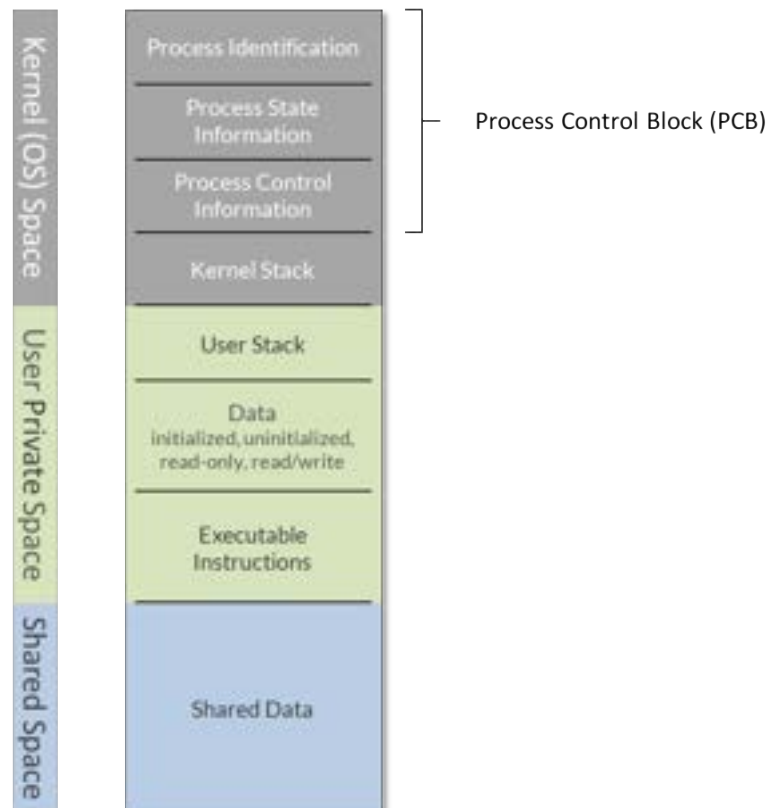 Kernel (OS) Space
User Private Space
Shared Space
Process Identification
Process State
Information
Process Control
Information
Kernel Stack
User Stack
Data
initialized, uninitialized,
read-only, read/write
Executable
Instructions
Shared Data
Process Control Block (PCB)